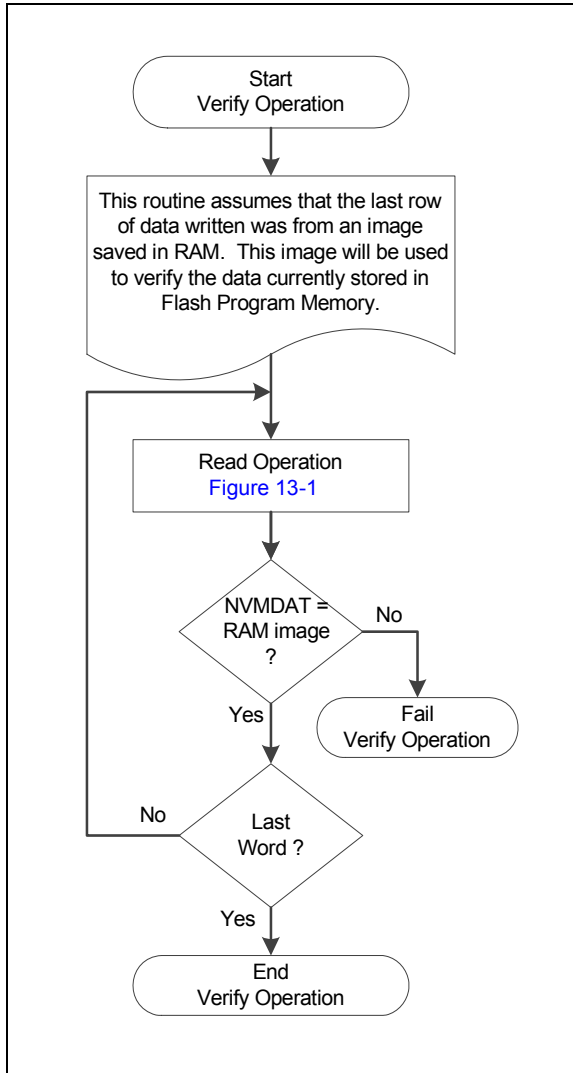 Start
Verify Operation
This routine assumes that the last row
of data written was from an image
saved in RAM. This image will be used
to verify the data currently stored in
Flash Program Memory.
Read Operation
Figure 13-1
NVMDAT =
RAM image
?
No
Fail
Verify Operation
Yes
No
Last
Word ?
Yes
End
Verify Operation